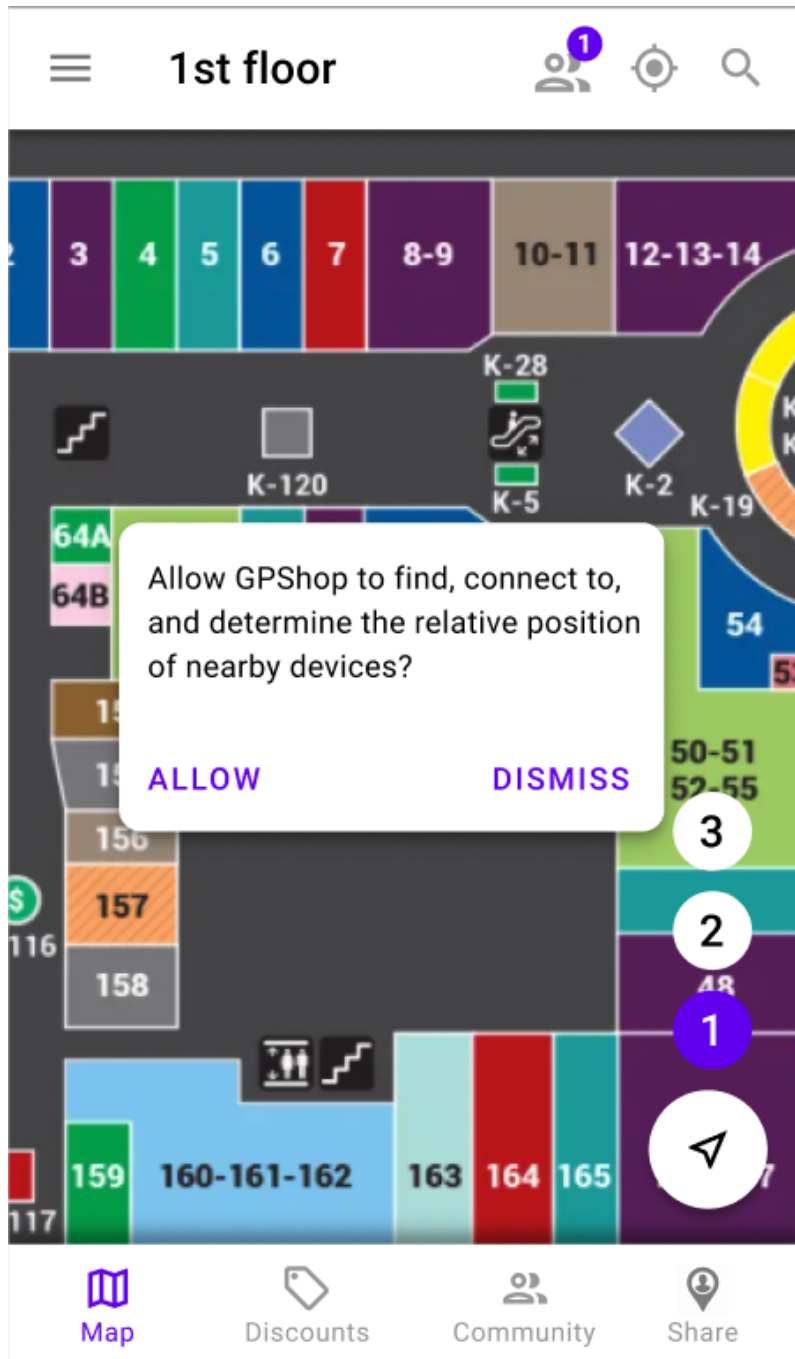 1
1st floor
3
4
5
6
7
8-9
10-11
12-13-14
K-28
K-120
K-5
K-2
K-19
64A
64B
54
Allow GPShop to find, connect to,
and determine the relative position
of nearby devices?
ALLOW
DISMISS
50-51
52-55
156
3
157
$
116
2
158
48
1
159
160-161-162
163
164
165
7
117
Map
Discounts
Community
Share